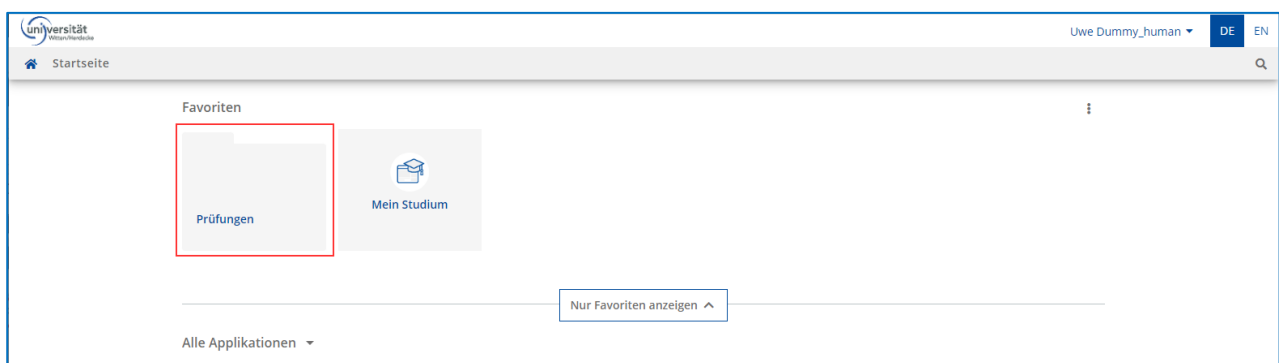 universität
Witten/Herdecke
Uwe Dummy_human
DE
EN
Startseite
Favoriten
Prüfungen
Mein Studium
Nur Favoriten anzeigen
Alle Applikationen